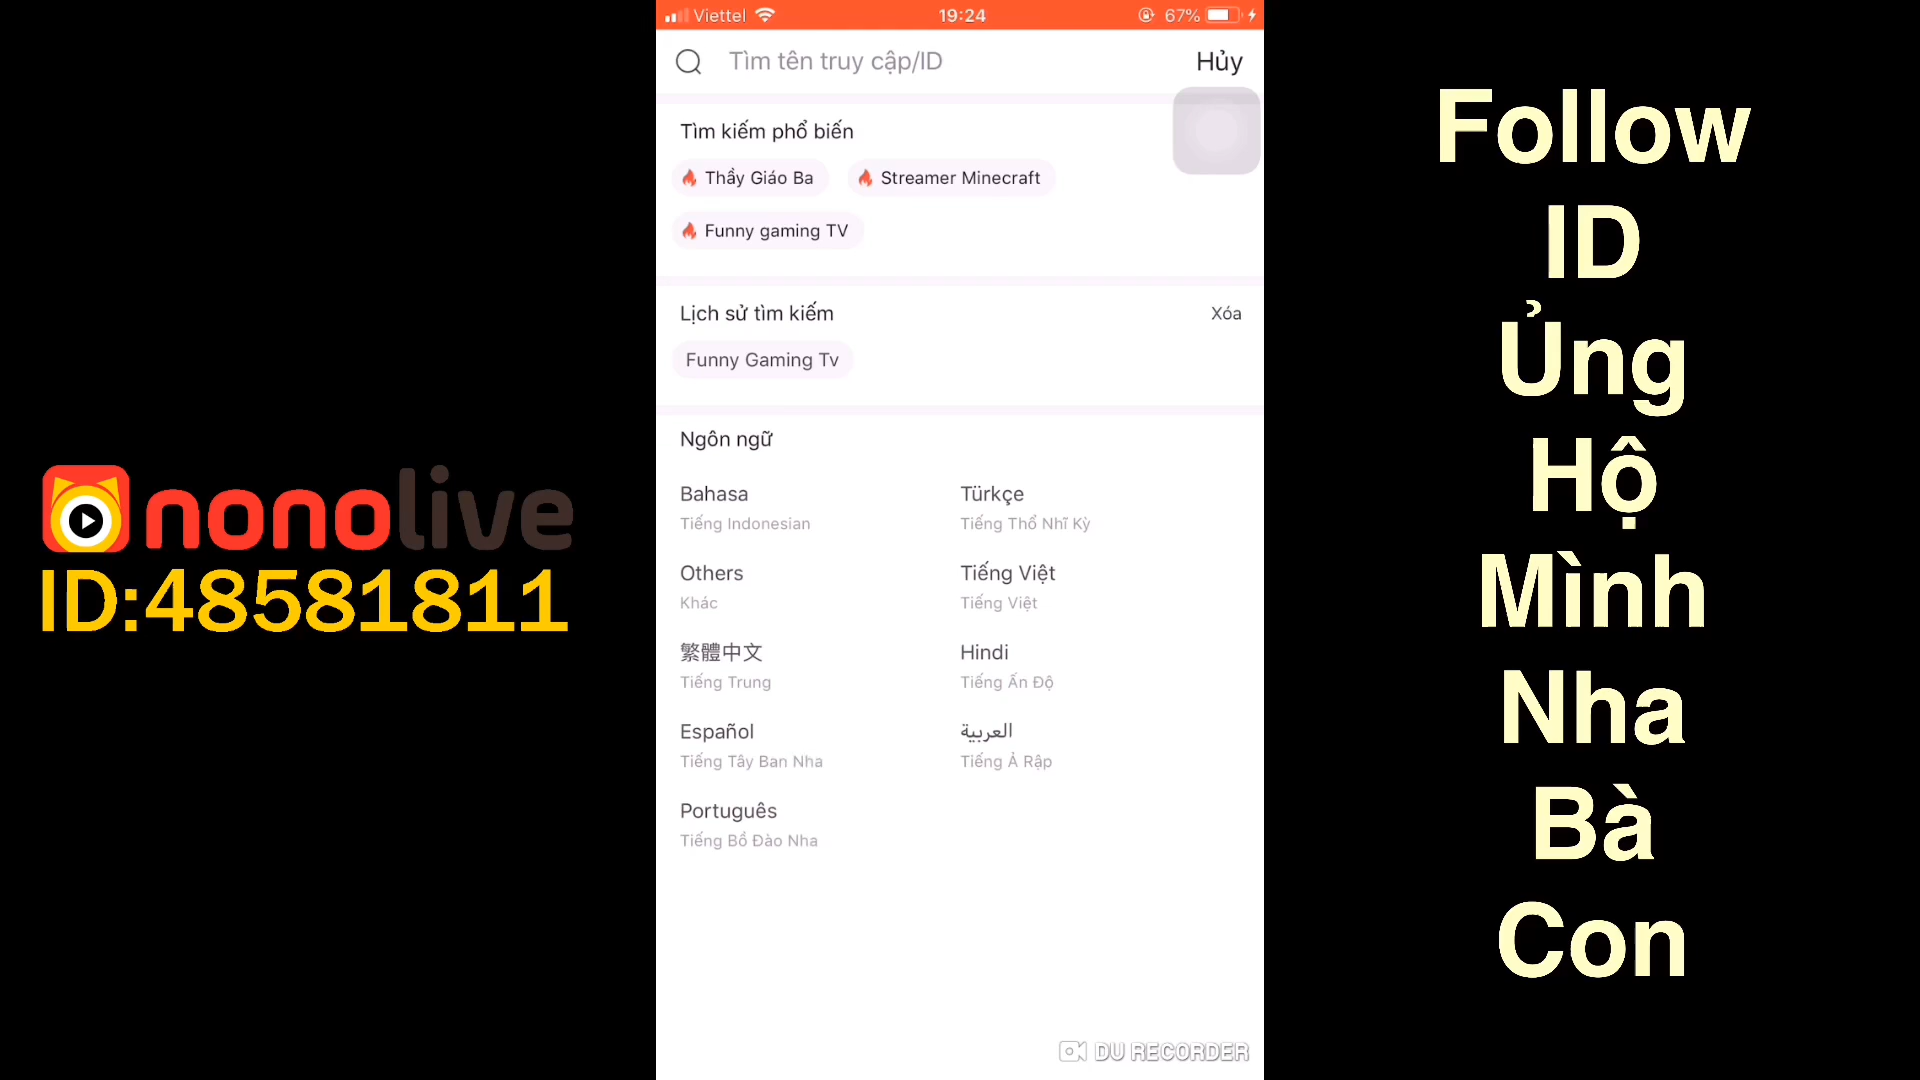 nonolive
ID:48581811
Viettel
19:24
67%
Tìm tên truy cập/ID
Hủy
Tìm kiếm phổ biến
Thầy Giáo Ba
Streamer Minecraft
Funny gaming TV
Lịch sử tìm kiếm
Xóa
Funny Gaming Tv
Ngôn ngữ
Bahasa
Tiếng Indonesian
Türkçe
Tiếng Thổ Nhĩ Kỳ
Others
Khác
Tiếng Việt
Tiếng Việt
繁體中文
Tiếng Trung
Hindi
Tiếng Ấn Độ
Español
Tiếng Tây Ban Nha
العربية
Tiếng Ả Rập
Português
Tiếng Bồ Đào Nha
DU RECORDER
Follow
ID
Ủng
Hộ
Mình
Nha
Bà
Con